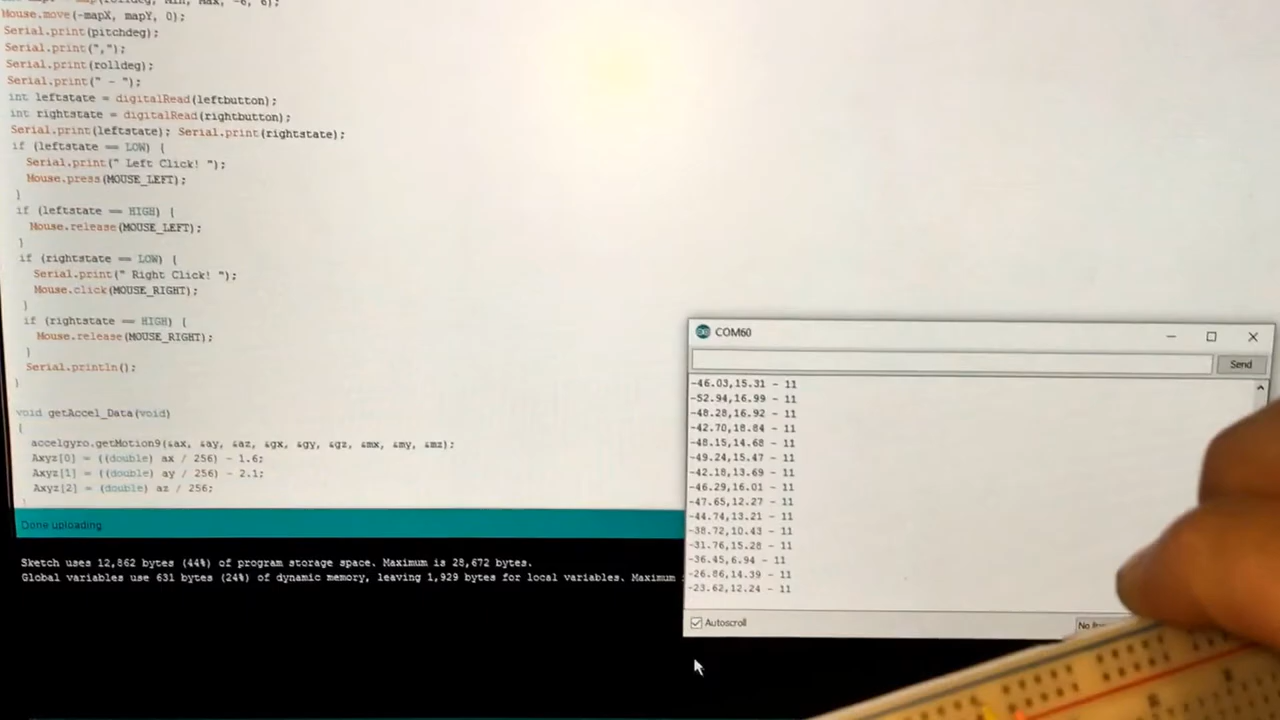 Mouse.move(-mapX, mapY, 0);
Serial.print(pitchdeg);
Serial.print(",");
Serial.print(rolldeg);
Serial.print(" - ");
int leftstate = digitalRead(leftbutton);
int rightstate = digitalRead(rightbutton);
Serial.print(leftstate); Serial.print(rightstate);
if (leftstate == LOW) {
Serial.print(" Left Click! ");
Mouse.press(MOUSE_LEFT);
}
if (leftstate == HIGH) {
Mouse.release(MOUSE_LEFT);
}
if (rightstate == LOW) {
Serial.print(" Right Click! ");
Mouse.click(MOUSE_RIGHT);
}
if (rightstate == HIGH) {
Mouse.release(MOUSE_RIGHT);
}
Serial.println();
}
void getAccel_Data(void)
{
accelgyro.getMotion9(&ax, &ay, &az, &gx, &gy, &gz, &mx, &my, &mz);
Axyz[0] = ((double) ax / 256) - 1.6;
Axyz[1] = ((double) ay / 256) - 2.1;
Axyz[2] = (double) az / 256;
Done uploading
Sketch uses 12,862 bytes (44%) of program storage space. Maximum is 28,672 bytes.
Global variables use 631 bytes (24%) of dynamic memory, leaving 1,929 bytes for local variables. Maximum
COM60
Send
-46.03,15.31 - 11
-52.94,16.99 - 11
-48.28,16.92 - 11
-42.70,18.84 - 11
-48.15,14.68 - 11
-49.24,15.47 - 11
-42.18,13.69 - 11
-46.29,16.01 - 11
-47.65,12.27 - 11
-44.74,13.21 - 11
-38.72,10.43 - 11
-31.76,15.28 - 11
-36.45,6.94 - 11
-26.86,14.39 - 11
-23.62,12.24 - 11
Autoscroll
No